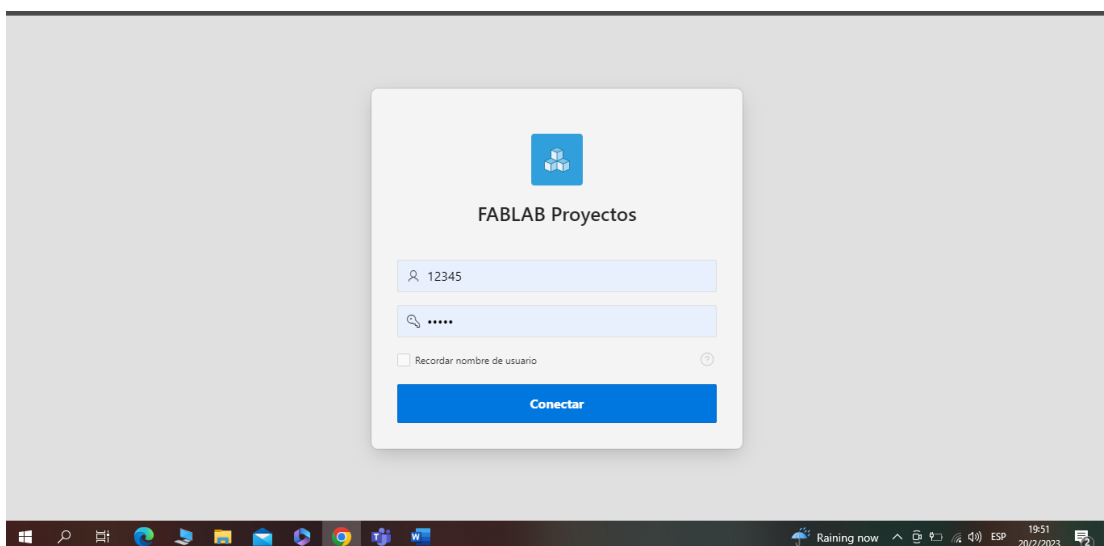 FABLAB Proyectos
12345
•••••
Recordar nombre de usuario
?
Conectar
Raining now ESP 19:51
20/2/2023